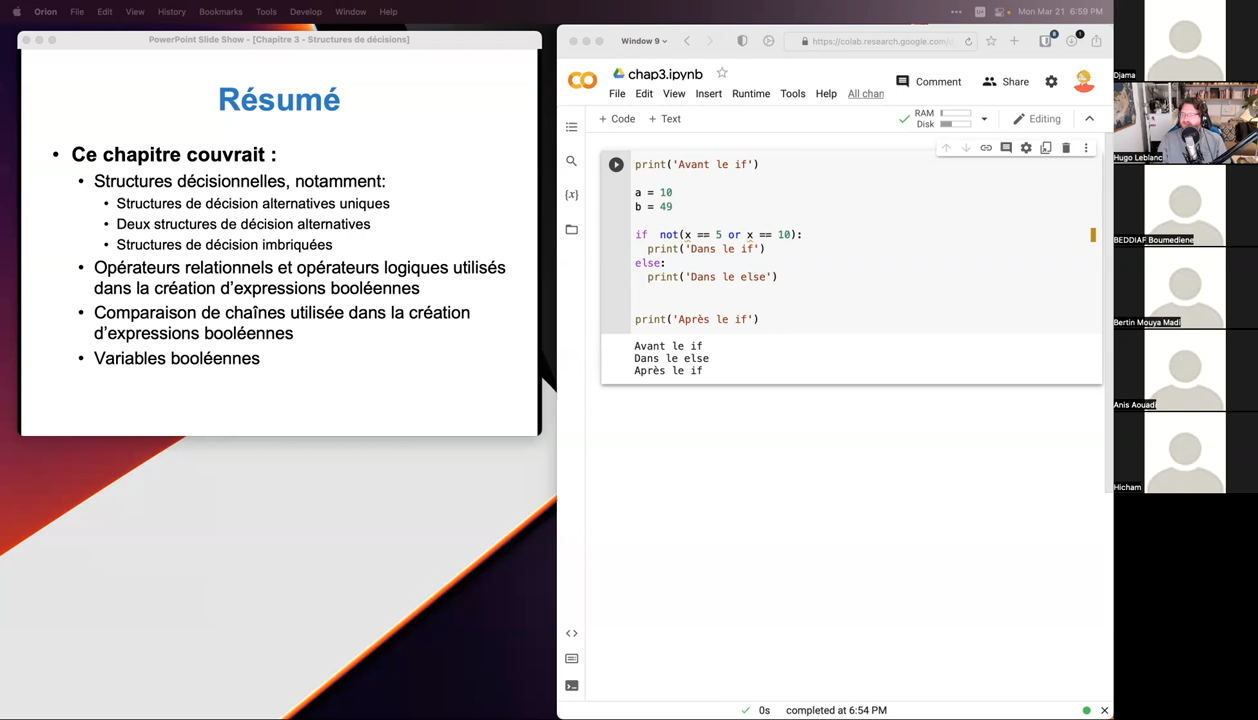 Orion File Edit View History Bookmarks Tools Develop Window Help
Mon Mar 21 6:59 PM
PowerPoint Slide Show - [Chapitre 3 - Structures de décisions]
Résumé
• Ce chapitre couvrait :
• Structures décisionnelles, notamment:
• Structures de décision alternatives uniques
• Deux structures de décision alternatives
• Structures de décision imbriquées
• Opérateurs relationnels et opérateurs logiques utilisés
dans la création d'expressions booléennes
• Comparaison de chaînes utilisée dans la création
d'expressions booléennes
• Variables booléennes
Window 9
https://colab.research.google.com/
chap3.ipynb
File Edit View Insert Runtime Tools Help All chan
Comment Share
+ Code + Text
RAM
Disk
Editing
print('Avant le if')
a = 10
b = 49
if not(x == 5 or x == 10):
print('Dans le if')
else:
print('Dans le else')
print('Après le if')
Avant le if
Dans le else
Après le if
0s completed at 6:54 PM
Djama
Hugo Leblanc
BEDDIAF Boumediene
Bertin Mouya Madi
Anis Aouadi
Hicham